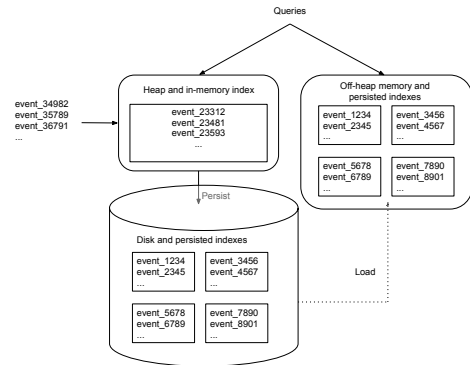 Queries
Heap and in-memory index
event_23312
event_23481
event_23593
...
event_34982
event_35789
event_36791
...
Off-heap memory and
persisted indexes
event_1234
event_2345
...
event_3456
event_4567
...
event_5678
event_6789
...
event_7890
event_8901
...
Persist
Disk and persisted indexes
event_1234
event_2345
...
event_3456
event_4567
...
event_5678
event_6789
...
event_7890
event_8901
...
Load